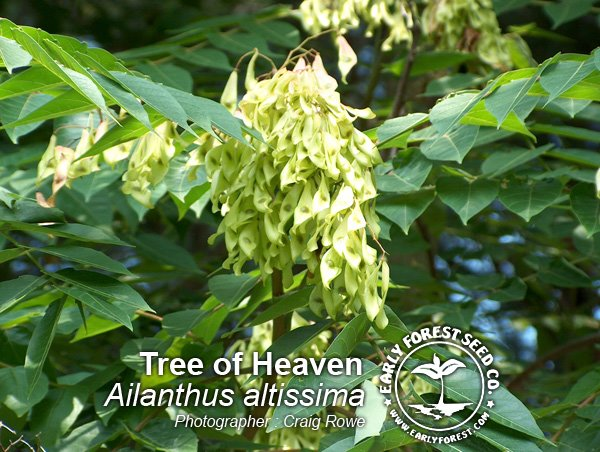 Tree of Heaven
Ailanthus altissima
Photographer : Craig Rowe
EARLY FOREST SEED CO.
WWW.EARLYFOREST.COM